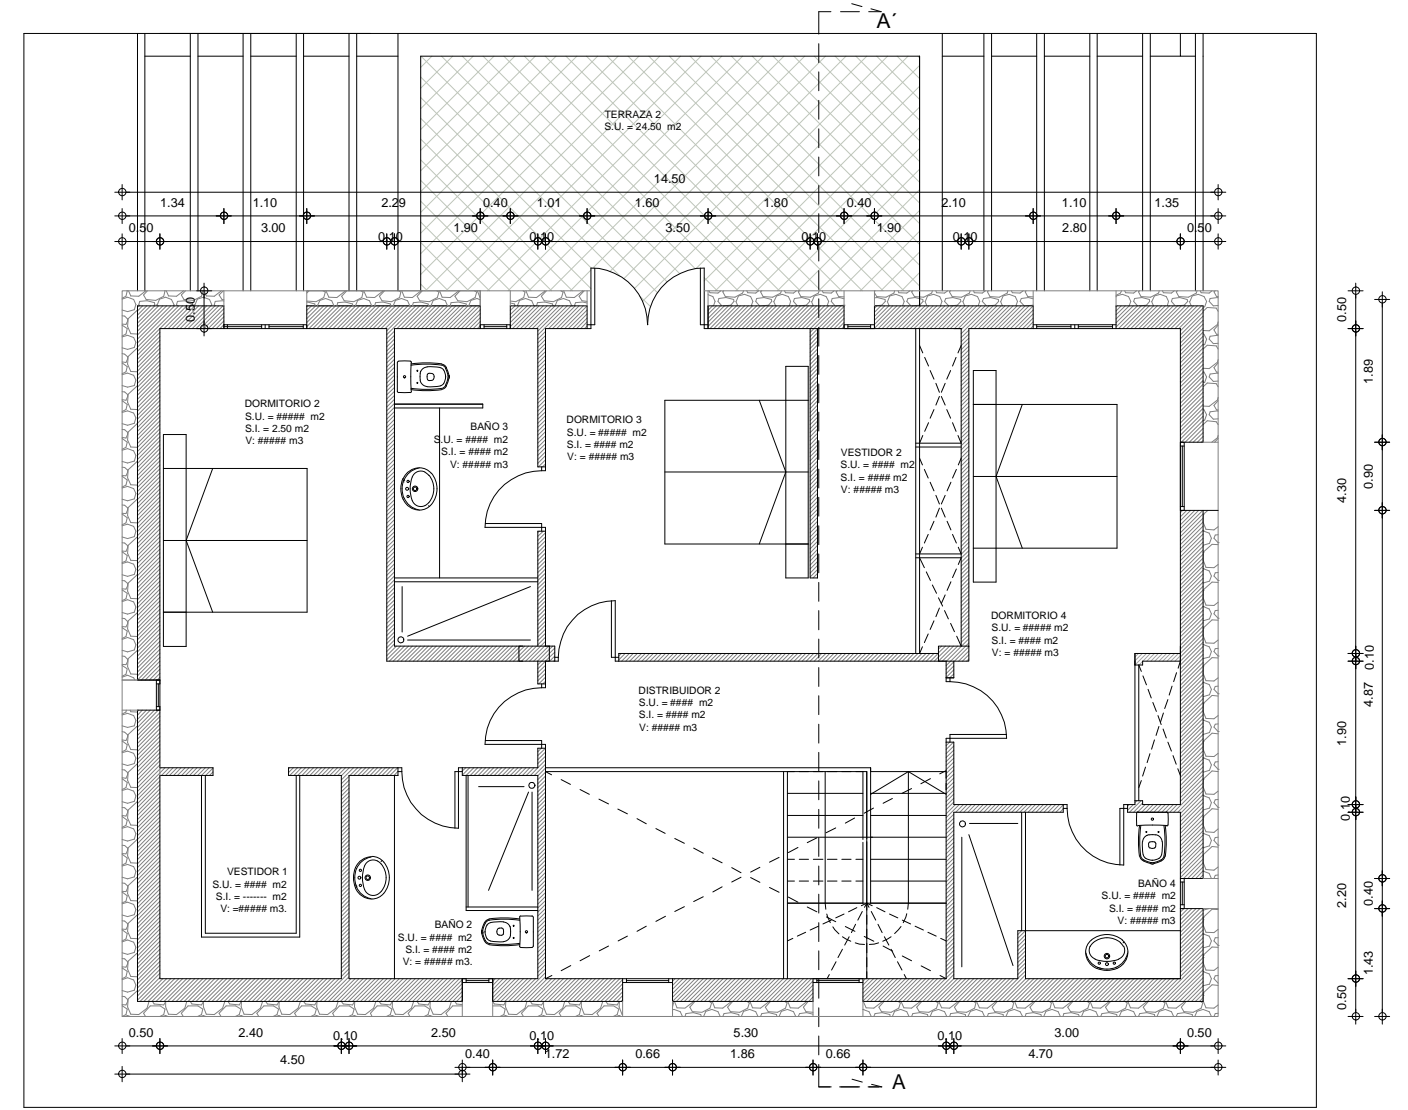 A´
TERRAZA 2
S.U. = 24.50 m2
14.50
1.34
1.10
2.29
0.40
1.01
1.60
1.80
0.40
2.10
1.10
1.35
0.50
3.00
0.10
1.90
0.10
3.50
0.10
1.90
0.10
2.80
0.50
0.50
DORMITORIO 2
S.U. = ##### m2
S.I. = 2.50 m2
V: ##### m3
BAÑO 3
S.U. = #### m2
S.I. = #### m2
V: ##### m3
DORMITORIO 3
S.U. = ##### m2
S.I. = #### m2
V: = ##### m3
VESTIDOR 2
S.U. = #### m2
S.I. = #### m2
V: ##### m3
DORMITORIO 4
S.U. = ##### m2
S.I. = #### m2
V: = ##### m3
DISTRIBUIDOR 2
S.U. = #### m2
S.I. = #### m2
V: ##### m3
VESTIDOR 1
S.U. = #### m2
S.I. = ------- m2
V: =##### m3.
BAÑO 2
S.U. = #### m2
S.I. = #### m2
V: = ##### m3.
BAÑO 4
S.U. = #### m2
S.I. = #### m2
V: ##### m3
0.50
4.30
0.10
1.90
0.10
2.20
0.50
1.89
0.90
4.87
0.40
1.43
0.50
2.40
0.10
2.50
0.10
5.30
0.10
3.00
0.50
4.50
0.40
1.72
0.66
1.86
0.66
4.70
A